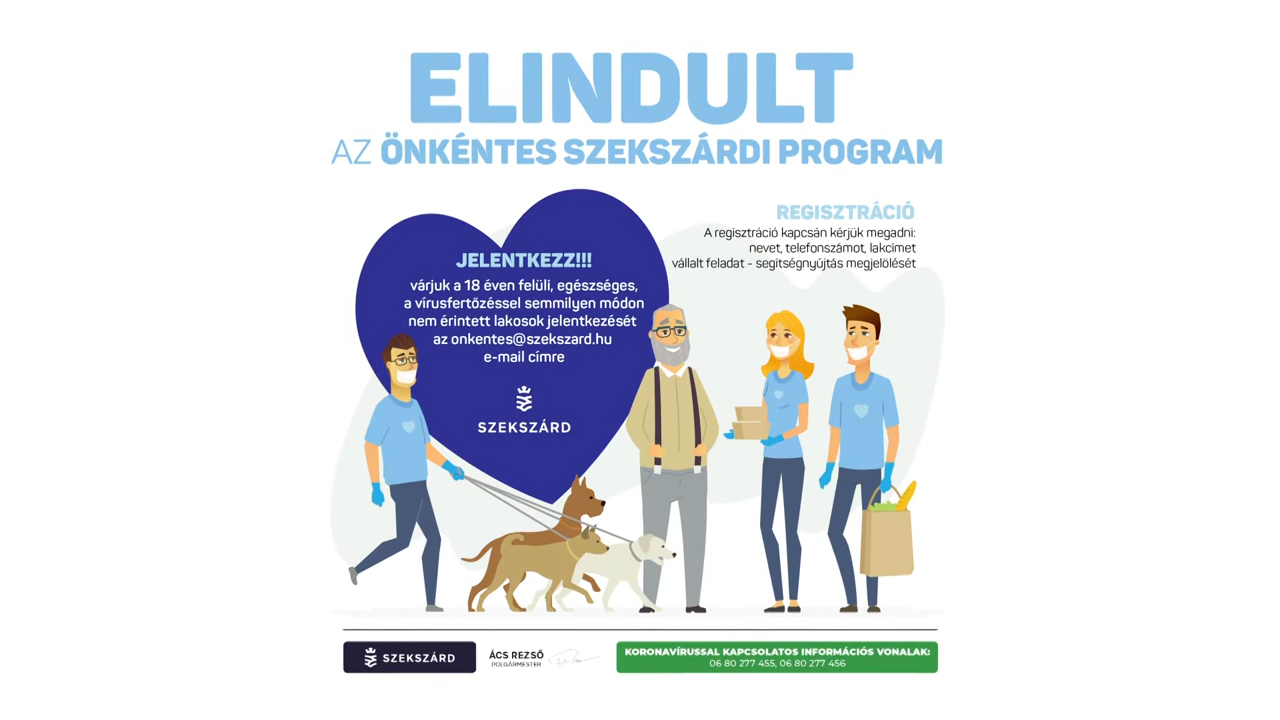 ELINDULT
AZ ÖNKÉNTES SZEKSZÁRDI PROGRAM
JELENTKEZZ!!!
várjuk a 18 éven felüli, egészséges,
a vírusfertőzéssel semmilyen módon
nem érintett lakosok jelentkezését
az onkentes@szekszard.hu
e-mail címre
SZEKSZÁRD
REGISZTRÁCIÓ
A regisztráció kapcsán kérjük megadni:
nevet, telefonszámot, lakcímet
vállalt feladat - segítségnyújtás megjelölését
SZEKSZÁRD
ÁCS REZSŐ
POLGÁRMESTER
KORONAVÍRUSSAL KAPCSOLATOS INFORMÁCIÓS VONALAK:
06 80 277 455, 06 80 277 456